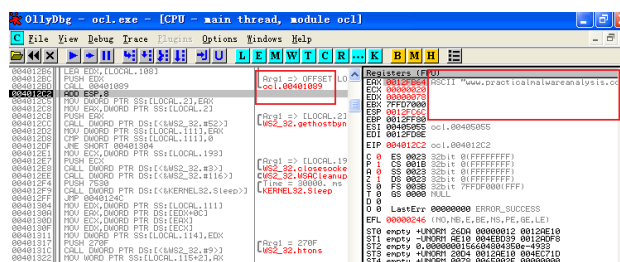 OllyDbg - ocl.exe - [CPU - main thread, module ocl]
C File View Debug Trace Plugins Options Windows Help
L E M W T C R ... K B M H
004012B6 LEA EDX,[LOCAL.108]
004012BC PUSH EDX Arg1 => OFFSET LO
004012BD CALL 00401089 ocl.00401089
004012C2 ADD ESP,8
004012C5 MOV DWORD PTR SS:[LOCAL.2],EAX
004012C8 MOV EAX,DWORD PTR SS:[LOCAL.2]
004012CB PUSH EAX Arg1 => [LOCAL.2]
004012CC CALL DWORD PTR DS:[<&WS2_32.#52>] WS2_32.gethostbyn
004012D2 MOV DWORD PTR SS:[LOCAL.111],EAX
004012D8 CMP DWORD PTR SS:[LOCAL.111],0
004012DF JNE SHORT 00401304
004012E1 MOV ECX,DWORD PTR SS:[LOCAL.193]
004012E7 PUSH ECX Arg1 => [LOCAL.19
004012E8 CALL DWORD PTR DS:[<&WS2_32.#3>] WS2_32.closesocke
004012EE CALL DWORD PTR DS:[<&WS2_32.#116>] WS2_32.WSACleanup
004012F4 PUSH 7530 Time = 30000. ms
004012F9 CALL DWORD PTR DS:[<&KERNEL32.Sleep>] KERNEL32.Sleep
004012FF JMP 0040124C
00401304 MOV EDX,DWORD PTR SS:[LOCAL.111]
0040130A MOV EAX,DWORD PTR DS:[EDX+0C]
0040130D MOV ECX,DWORD PTR DS:[EAX]
0040130F MOV EDX,DWORD PTR DS:[ECX]
00401311 MOV DWORD PTR SS:[LOCAL.114],EDX
00401317 PUSH 270F Arg1 = 270F
0040131C CALL DWORD PTR DS:[<&WS2_32.#9>] WS2_32.htons
00401322 MOV WORD PTR SS:[LOCAL.115+2],AX
Registers (FPU)
EAX 0012FB64 ASCII "www.practicalmalwareanalysis.co
EBX 7FFD7000
EBP 0012FF80
ESI 00405055 ocl.00405055
EIP 004012C2 ocl.004012C2
C 0 ES 0023 32bit 0(FFFFFFFF)
P 1 CS 001B 32bit 0(FFFFFFFF)
A 0 SS 0023 32bit 0(FFFFFFFF)
Z 1 DS 0023 32bit 0(FFFFFFFF)
S 0 FS 003B 32bit 7FFDF000(FFF)
T 0 GS 0000 NULL
D 0
O 0 LastErr 00000000 ERROR_SUCCESS
EFL 00000246 (NO,NB,E,BE,NS,PE,GE,LE)